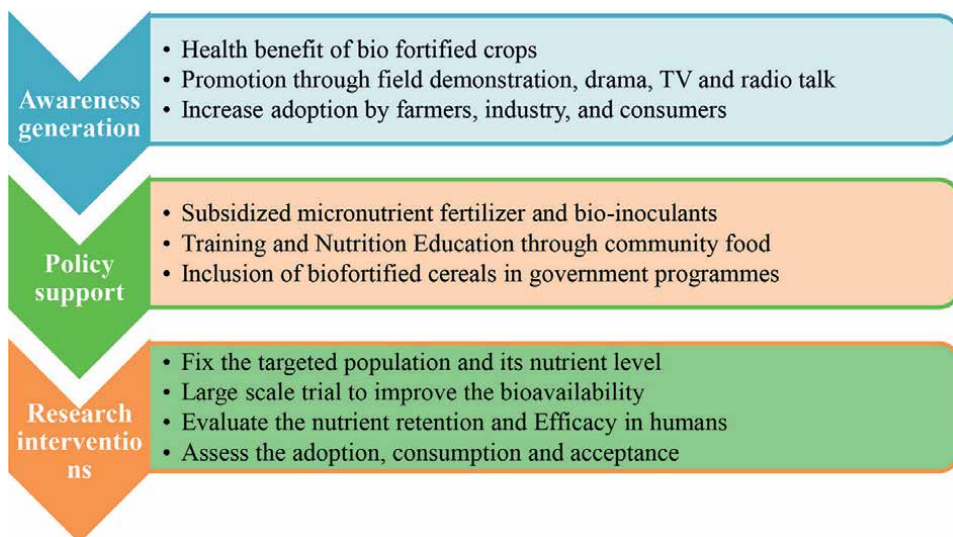 Awareness
generation
• Health benefit of bio fortified crops
• Promotion through field demonstration, drama, TV and radio talk
• Increase adoption by farmers, industry, and consumers
Policy
support
• Subsidized micronutrient fertilizer and bio-inoculants
• Training and Nutrition Education through community food
• Inclusion of biofortified cereals in government programmes
Research
interventio
ns
• Fix the targeted population and its nutrient level
• Large scale trial to improve the bioavailability
• Evaluate the nutrient retention and Efficacy in humans
• Assess the adoption, consumption and acceptance